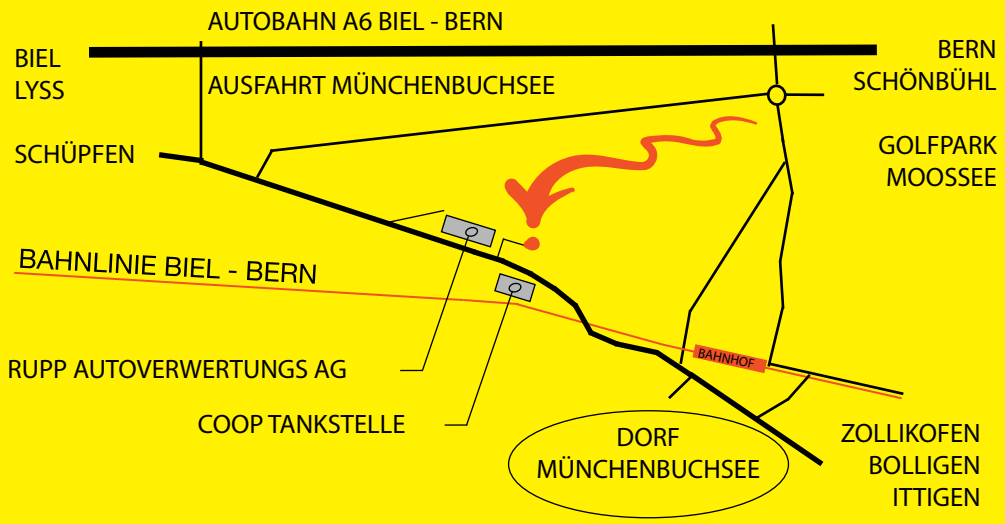 AUTOBAHN A6 BIEL - BERN
BIEL
LYSS
BERN
SCHÖNBÜHL
AUSFAHRT MÜNCHENBUCHSEE
SCHÜPFEN
GOLFPARK
MOOSSEE
BAHNLINIE BIEL - BERN
BAHNHOF
RUPP AUTOVERWERTUNGS AG
COOP TANKSTELLE
DORF
MÜNCHENBUCHSEE
ZOLLIKOFEN
BOLLIGEN
ITTIGEN